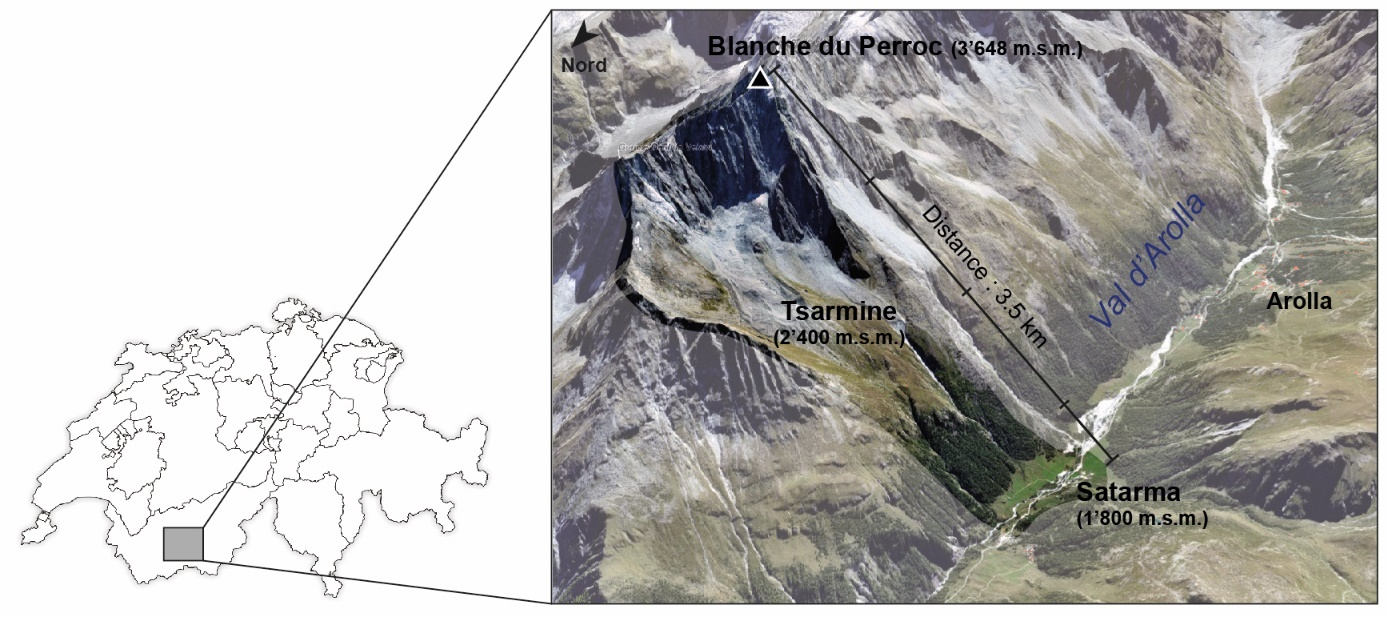 Nord
Blanche du Perroc (3'648 m.s.m.)
Distance : 3.5 km
Val d'Arolla
Tsarmine
(2'400 m.s.m.)
Arolla
Satarma
(1'800 m.s.m.)